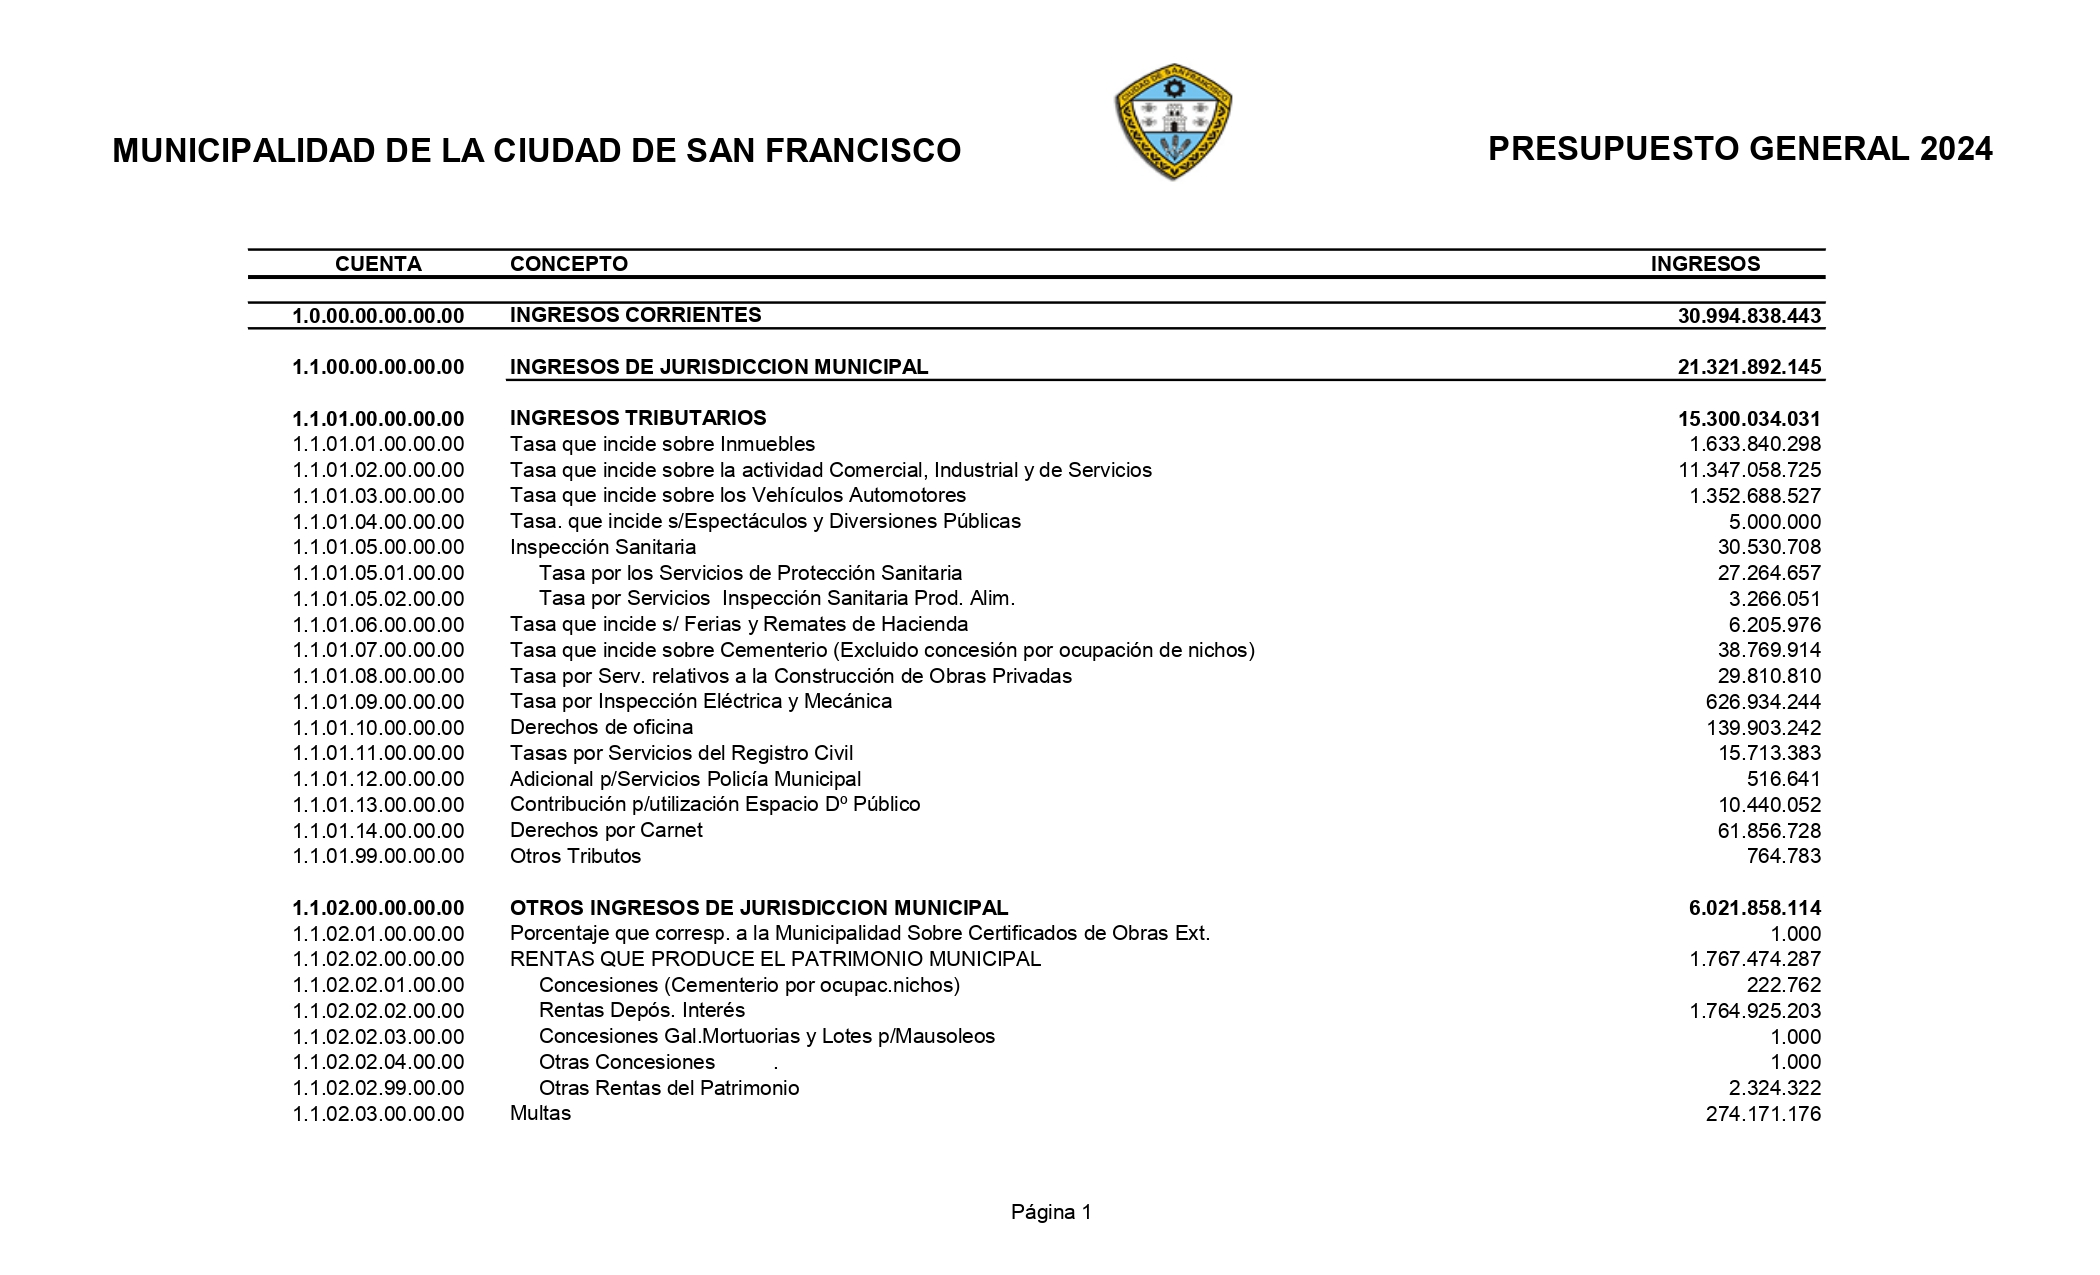 CIUDAD DE SAN FRANCISCO
MUNICIPALIDAD DE LA CIUDAD DE SAN FRANCISCO PRESUPUESTO GENERAL 2024
CUENTA CONCEPTO INGRESOS
1.0.00.00.00.00.00 INGRESOS CORRIENTES 30.994.838.443
1.1.00.00.00.00.00 INGRESOS DE JURISDICCION MUNICIPAL 21.321.892.145
1.1.01.00.00.00.00 INGRESOS TRIBUTARIOS 15.300.034.031
1.1.01.01.00.00.00 Tasa que incide sobre Inmuebles 1.633.840.298
1.1.01.02.00.00.00 Tasa que incide sobre la actividad Comercial, Industrial y de Servicios 11.347.058.725
1.1.01.03.00.00.00 Tasa que incide sobre los Vehículos Automotores 1.352.688.527
1.1.01.04.00.00.00 Tasa. que incide s/Espectáculos y Diversiones Públicas 5.000.000
1.1.01.05.00.00.00 Inspección Sanitaria 30.530.708
1.1.01.05.01.00.00 Tasa por los Servicios de Protección Sanitaria 27.264.657
1.1.01.05.02.00.00 Tasa por Servicios Inspección Sanitaria Prod. Alim. 3.266.051
1.1.01.06.00.00.00 Tasa que incide s/ Ferias y Remates de Hacienda 6.205.976
1.1.01.07.00.00.00 Tasa que incide sobre Cementerio (Excluido concesión por ocupación de nichos) 38.769.914
1.1.01.08.00.00.00 Tasa por Serv. relativos a la Construcción de Obras Privadas 29.810.810
1.1.01.09.00.00.00 Tasa por Inspección Eléctrica y Mecánica 626.934.244
1.1.01.10.00.00.00 Derechos de oficina 139.903.242
1.1.01.11.00.00.00 Tasas por Servicios del Registro Civil 15.713.383
1.1.01.12.00.00.00 Adicional p/Servicios Policía Municipal 516.641
1.1.01.13.00.00.00 Contribución p/utilización Espacio Dº Público 10.440.052
1.1.01.14.00.00.00 Derechos por Carnet 61.856.728
1.1.01.99.00.00.00 Otros Tributos 764.783
1.1.02.00.00.00.00 OTROS INGRESOS DE JURISDICCION MUNICIPAL 6.021.858.114
1.1.02.01.00.00.00 Porcentaje que corresp. a la Municipalidad Sobre Certificados de Obras Ext. 1.000
1.1.02.02.00.00.00 RENTAS QUE PRODUCE EL PATRIMONIO MUNICIPAL 1.767.474.287
1.1.02.02.01.00.00 Concesiones (Cementerio por ocupac.nichos) 222.762
1.1.02.02.02.00.00 Rentas Depós. Interés 1.764.925.203
1.1.02.02.03.00.00 Concesiones Gal.Mortuorias y Lotes p/Mausoleos 1.000
1.1.02.02.04.00.00 Otras Concesiones . 1.000
1.1.02.02.99.00.00 Otras Rentas del Patrimonio 2.324.322
1.1.02.03.00.00.00 Multas 274.171.176
Página 1